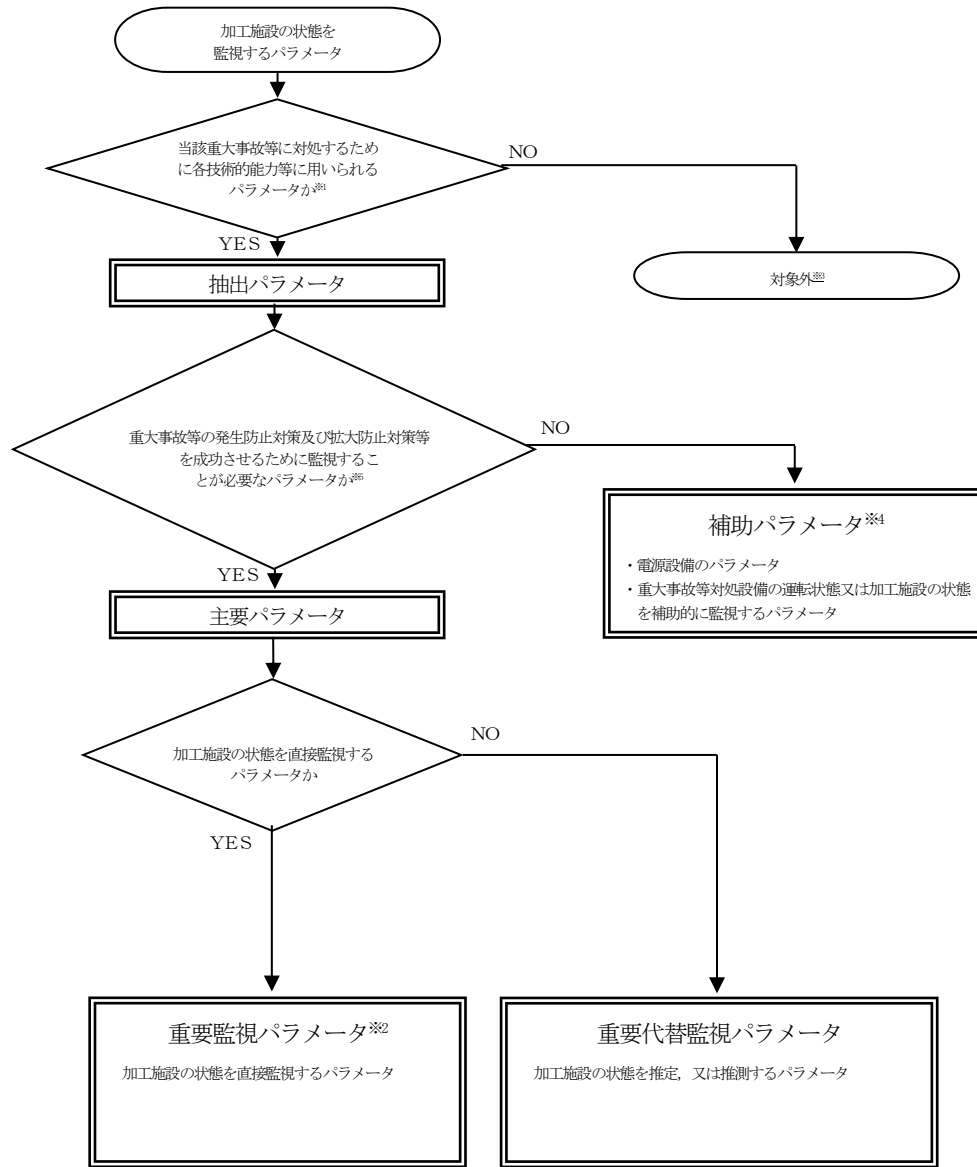 加工施設の状態を
監視するパラメータ
当該重大事故等に対処するため
に各技術的能力等に用いられる
パラメータか※1
NO
YES
抽出パラメータ
対象外※3
重大事故等の発生防止対策及び拡大防止対策等
を成功させるために監視するこ
とが必要なパラメータか※5
NO
YES
補助パラメータ※4
・電源設備のパラメータ
・重大事故等対処設備の運転状態又は加工施設の状態
を補助的に監視するパラメータ
主要パラメータ
加工施設の状態を直接監視する
パラメータか
NO
YES
重要監視パラメータ※2
加工施設の状態を直接監視するパラメータ
重要代替監視パラメータ
加工施設の状態を推定，又は推測するパラメータ